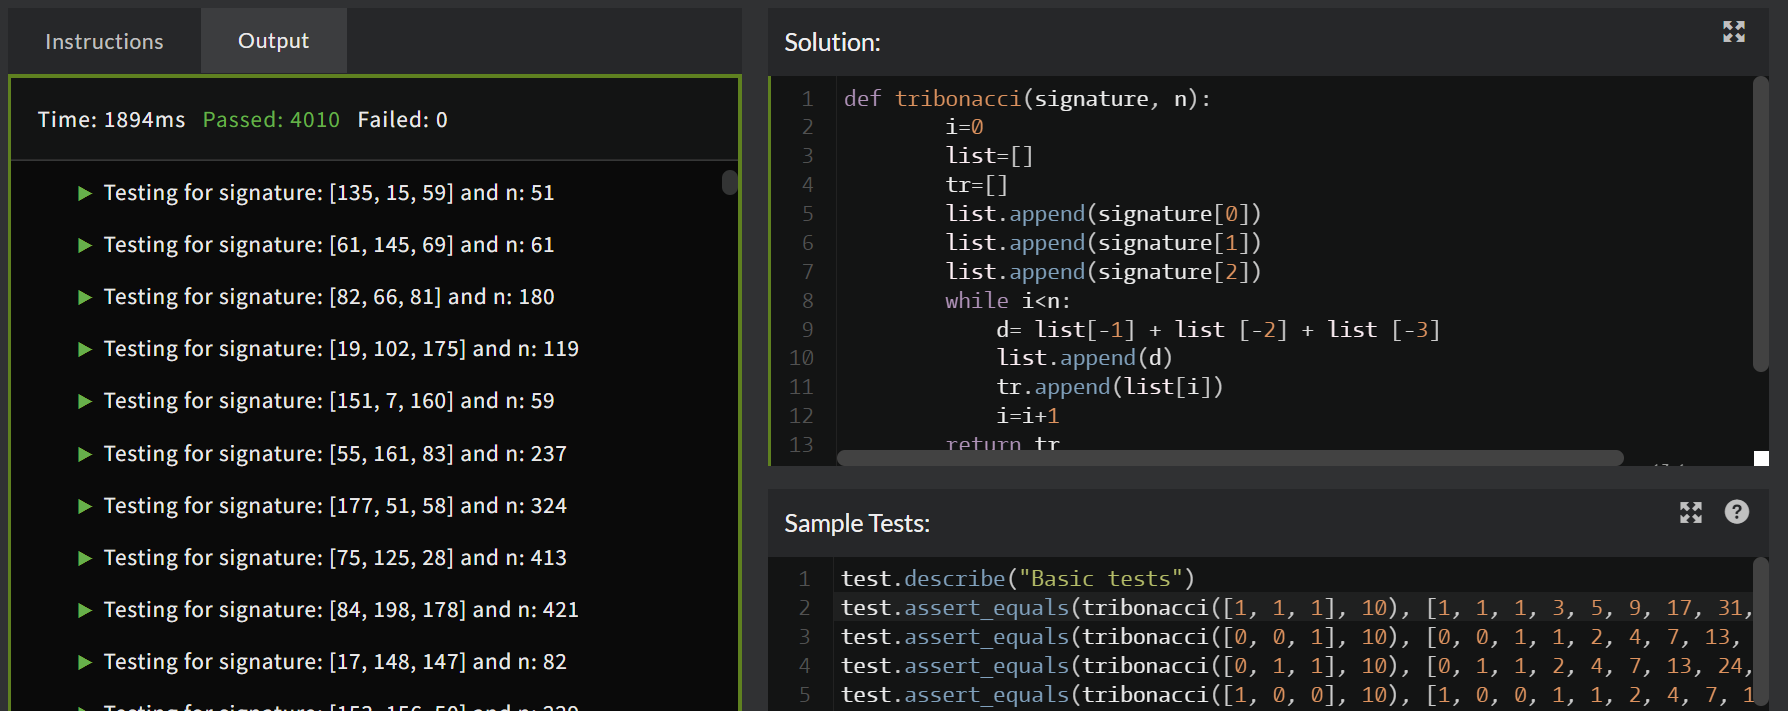 Instructions
Output
Time: 1894ms Passed: 4010 Failed: 0
Testing for signature: [135, 15, 59] and n: 51
Testing for signature: [61, 145, 69] and n: 61
Testing for signature: [82, 66, 81] and n: 180
Testing for signature: [19, 102, 175] and n: 119
Testing for signature: [151, 7, 160] and n: 59
Testing for signature: [55, 161, 83] and n: 237
Testing for signature: [177, 51, 58] and n: 324
Testing for signature: [75, 125, 28] and n: 413
Testing for signature: [84, 198, 178] and n: 421
Testing for signature: [17, 148, 147] and n: 82
Solution:
1 def tribonacci(signature, n):
2 i=0
3 list=[]
4 tr=[]
5 list.append(signature[0])
6 list.append(signature[1])
7 list.append(signature[2])
8 while i<n:
9 d= list[-1] + list [-2] + list [-3]
10 list.append(d)
11 tr.append(list[i])
12 i=i+1
13 return tr
Sample Tests:
?
1 test.describe("Basic tests")
2 test.assert_equals(tribonacci([1, 1, 1], 10), [1, 1, 1, 3, 5, 9, 17, 31,
3 test.assert_equals(tribonacci([0, 0, 1], 10), [0, 0, 1, 1, 2, 4, 7, 13,
4 test.assert_equals(tribonacci([0, 1, 1], 10), [0, 1, 1, 2, 4, 7, 13, 24,
5 test.assert_equals(tribonacci([1, 0, 0], 10), [1, 0, 0, 1, 1, 2, 4, 7, 1